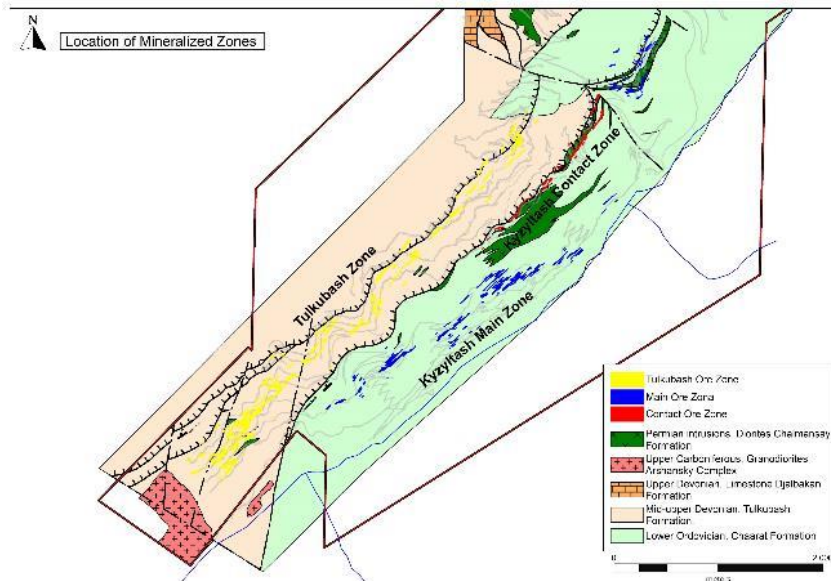 N
Location of Mineralized Zones
Kyzyltash Contact Zone
Tulkubash Zone
Kyzyltash Main Zone
Tulkubash Ore Zone
Main Ore Zona
Contact Ore Zone
Permian Intrusions, Diorites Chaimansay
Formation
Upper Carboniferous, Granodiorites
Arshansky Complex
Upper Devonian, Limestone Djalbakan
Formation
Mid-upper Devonian, Tulkubash
Formation
Lower Ordovician, Chaarat Formation
0